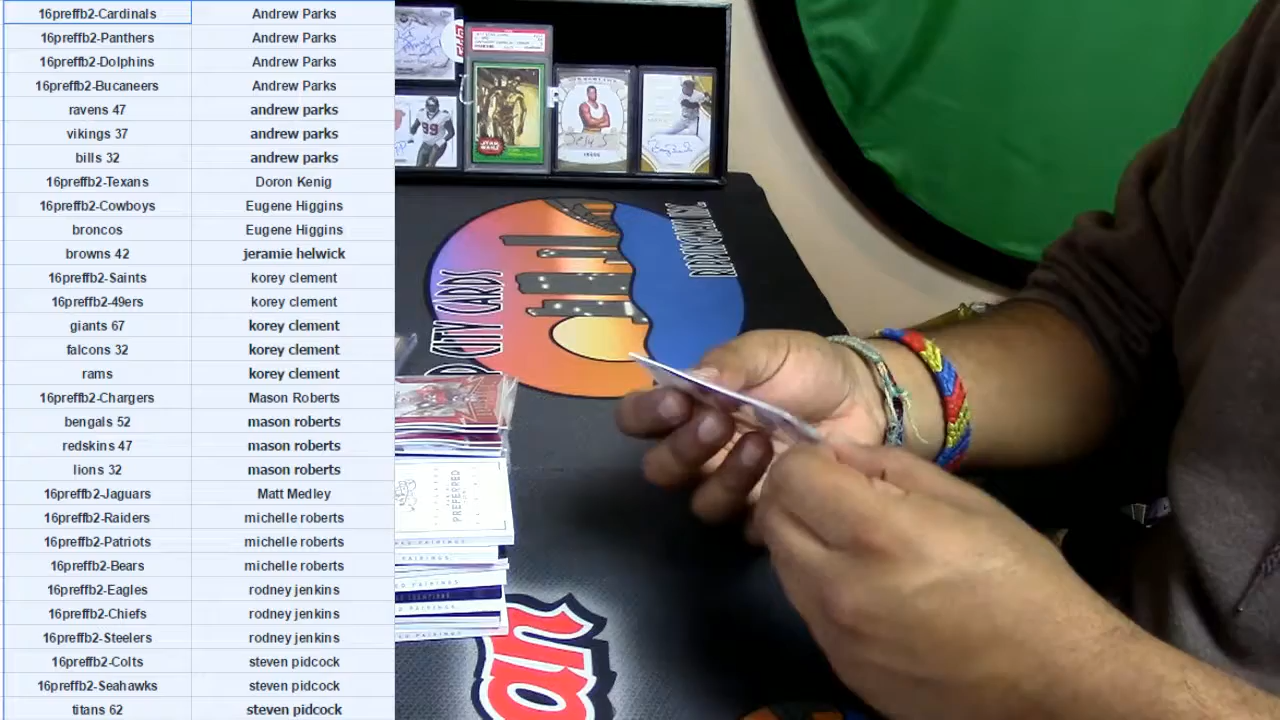 16preffb2-Cardinals Andrew Parks
16preffb2-Panthers Andrew Parks
16preffb2-Dolphins Andrew Parks
16preffb2-Bucaneers Andrew Parks
ravens 47 andrew parks
vikings 37 andrew parks
bills 32 andrew parks
16preffb2-Texans Doron Kenig
16preffb2-Cowboys Eugene Higgins
broncos Eugene Higgins
browns 42 jeramie helwick
16preffb2-Saints korey clement
16preffb2-49ers korey clement
giants 67 korey clement
falcons 32 korey clement
rams korey clement
16preffb2-Chargers Mason Roberts
bengals 52 mason roberts
redskins 47 mason roberts
lions 32 mason roberts
16preffb2-Jaguars Matt Medley
16preffb2-Raiders michelle roberts
16preffb2-Patriots michelle roberts
16preffb2-Bears michelle roberts
16preffb2-Eagles rodney jenkins
16preffb2-Chiefs rodney jenkins
16preffb2-Steelers rodney jenkins
16preffb2-Colts steven pidcock
16preffb2-Seahawks steven pidcock
titans 62 steven pidcock
STAR WARS
99
CITY CARDS
PREFERRED
PAIRINGS
PAIRINGS
PAIRINGS